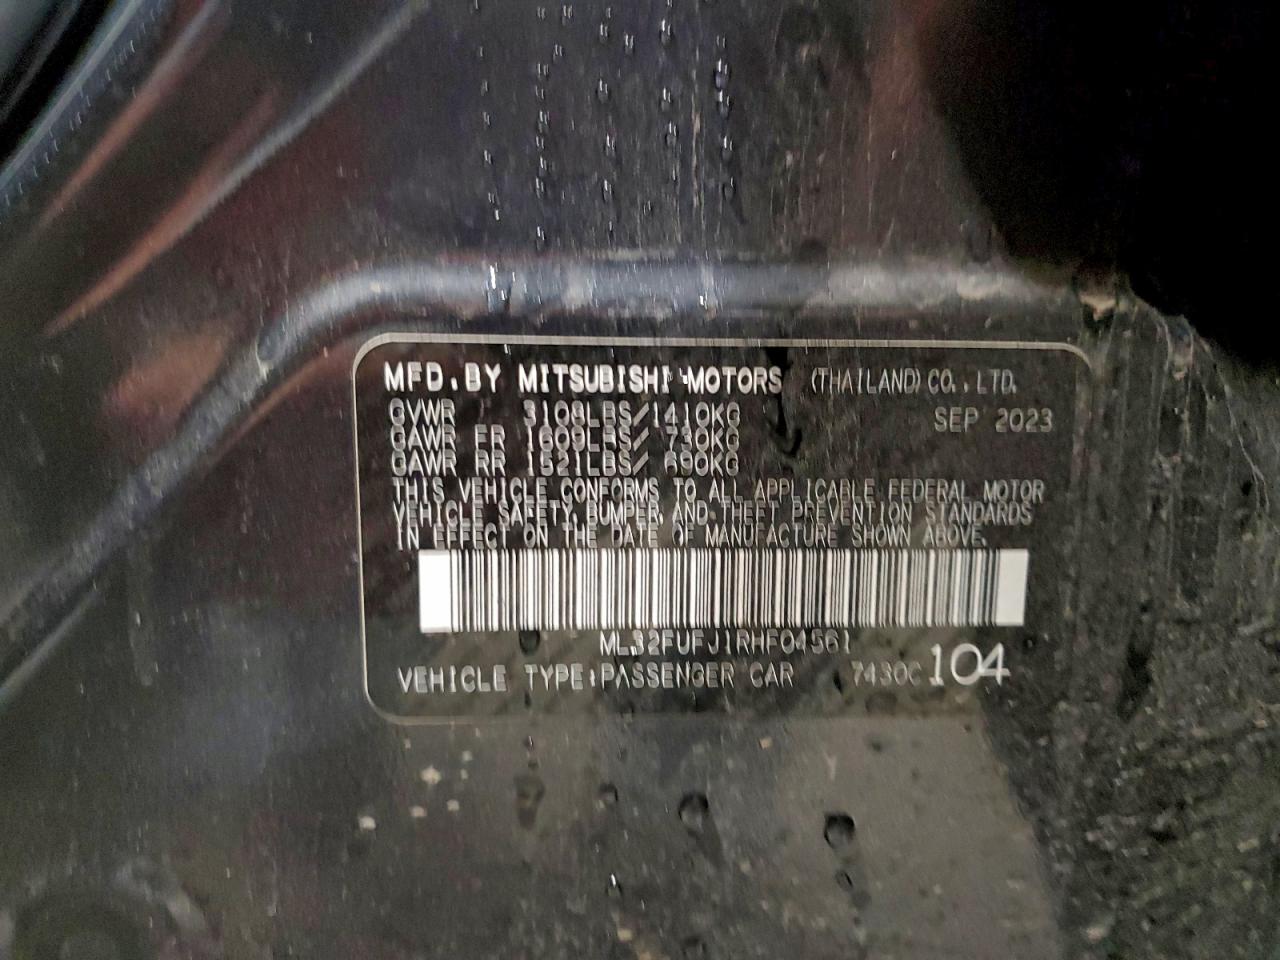 MFD. BY MITSUBISHI MOTORS (THAILAND) CO., LTD.
GVWR 3108LBS/1410KG SEP 2023
GAWR FR 1609LBS/ 730KG
GAWR RR 1521LBS/ 690KG
THIS VEHICLE CONFORMS TO ALL APPLICABLE FEDERAL MOTOR
VEHICLE SAFETY, BUMPER, AND THEFT PREVENTION STANDARDS
IN EFFECT ON THE DATE OF MANUFACTURE SHOWN ABOVE.
ML32FUFJ1RHF04561
VEHICLE TYPE:PASSENGER CAR 7430C 104